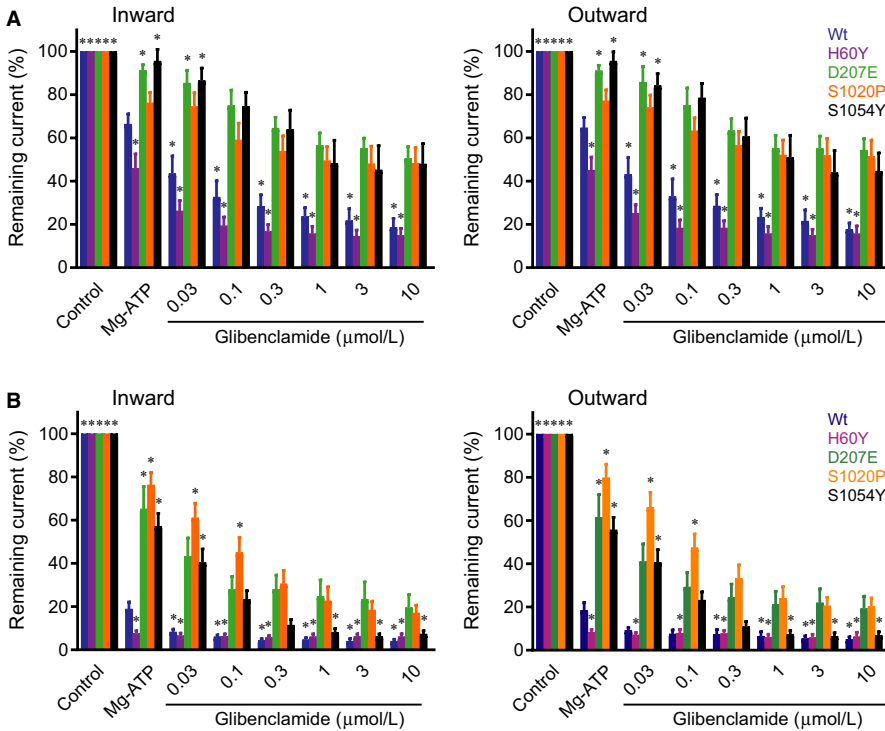 A
Inward
Remaining current (%)
100
80
60
40
20
0
*****
* * * *
* *
* *
* *
* *
* *
* *
* *
Control
Mg-ATP
0.03
0.1
0.3
1
3
10
Glibenclamide (μmol/L)
Outward
Remaining current (%)
100
80
60
40
20
0
*****
* * *
* * * *
* *
* *
* *
* *
* *
Wt
H60Y
D207E
S1020P
S1054Y
Control
Mg-ATP
0.03
0.1
0.3
1
3
10
Glibenclamide (μmol/L)
B
Inward
Remaining current (%)
100
80
60
40
20
0
*****
* * * *
* * * *
* * *
* *
* * *
* * *
* * *
Control
Mg-ATP
0.03
0.1
0.3
1
3
10
Glibenclamide (μmol/L)
Outward
Remaining current (%)
100
80
60
40
20
0
*****
* * * *
* * *
* *
* *
* * *
* * *
* * *
Wt
H60Y
D207E
S1020P
S1054Y
Control
Mg-ATP
0.03
0.1
0.3
1
3
10
Glibenclamide (μmol/L)